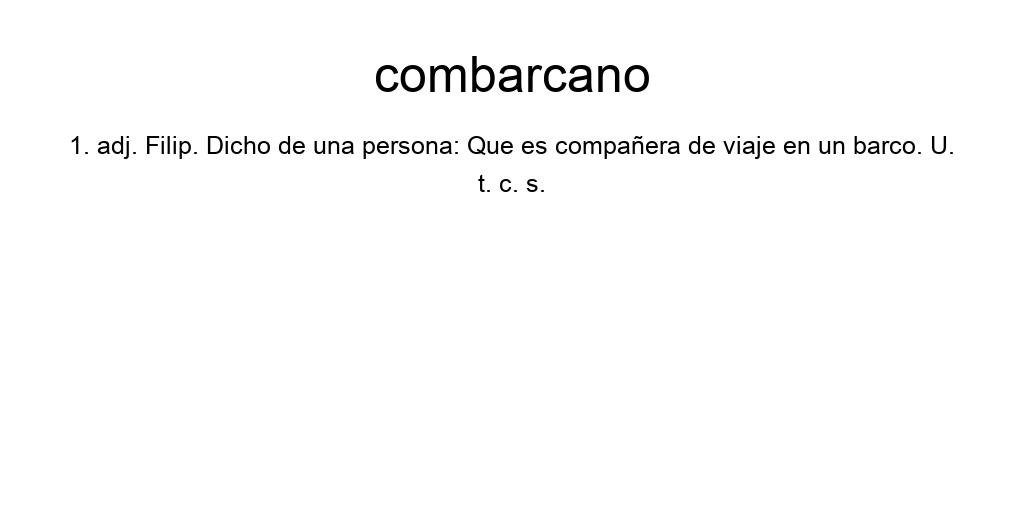 combarcano
1. adj. Filip. Dicho de una persona: Que es compañera de viaje en un barco. U.
t. c. s.